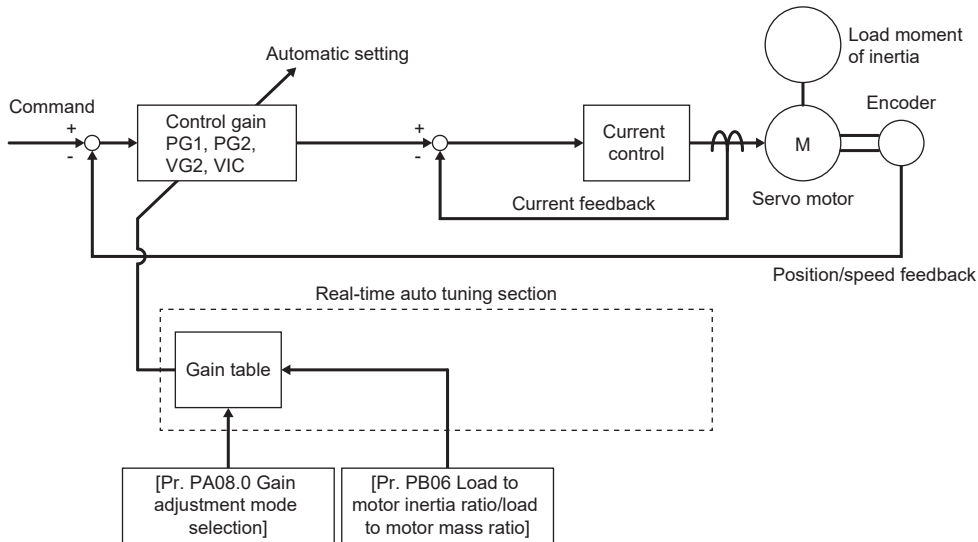 Automatic setting
Load moment
of inertia
Command
Encoder
+
-
Control gain
PG1, PG2,
VG2, VIC
+
-
Current
control
M
Current feedback
Servo motor
Position/speed feedback
Real-time auto tuning section
Gain table
[Pr. PA08.0 Gain
adjustment mode
selection]
[Pr. PB06 Load to
motor inertia ratio/load
to motor mass ratio]